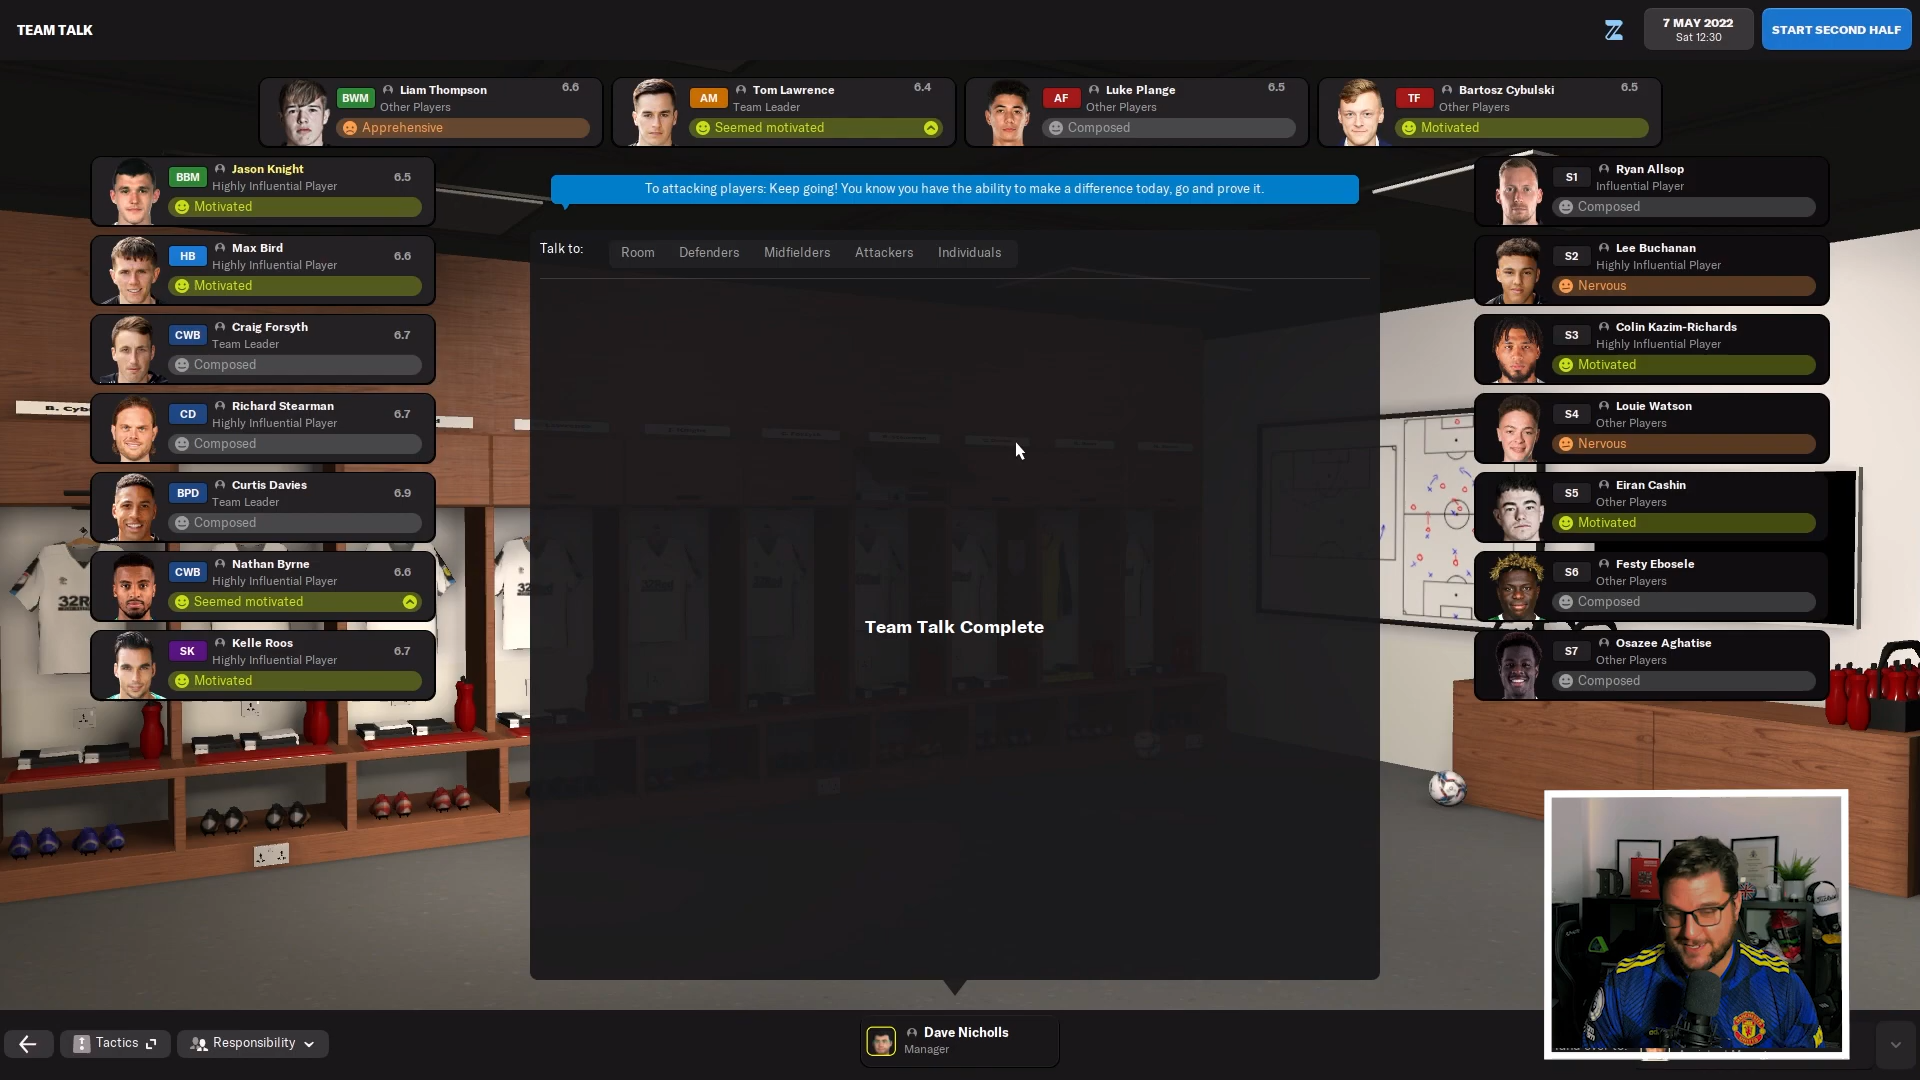 TEAM TALK
7 MAY 2022
Sat 12:30
START SECOND HALF
BWM Liam Thompson 6.6
Other Players
Apprehensive
AM Tom Lawrence 6.4
Team Leader
Seemed motivated
AF Luke Plange 6.5
Other Players
Composed
TF Bartosz Cybulski 6.5
Other Players
Motivated
BBM Jason Knight 6.5
Highly Influential Player
Motivated
HB Max Bird 6.6
Highly Influential Player
Motivated
CWB Craig Forsyth 6.7
Team Leader
Composed
CD Richard Stearman 6.7
Highly Influential Player
Composed
BPD Curtis Davies 6.9
Team Leader
Composed
CWB Nathan Byrne 6.6
Highly Influential Player
Seemed motivated
SK Kelle Roos 6.7
Highly Influential Player
Motivated
To attacking players: Keep going! You know you have the ability to make a difference today, go and prove it.
Talk to: Room Defenders Midfielders Attackers Individuals
Team Talk Complete
S1 Ryan Allsop
Influential Player
Composed
S2 Lee Buchanan
Highly Influential Player
Nervous
S3 Colin Kazim-Richards
Highly Influential Player
Motivated
S4 Louie Watson
Other Players
Nervous
S5 Eiran Cashin
Other Players
Motivated
S6 Festy Ebosele
Other Players
Composed
S7 Osazee Aghatise
Other Players
Composed
B. Cyb
32R
Tactics
Responsibility
Dave Nicholls
Manager